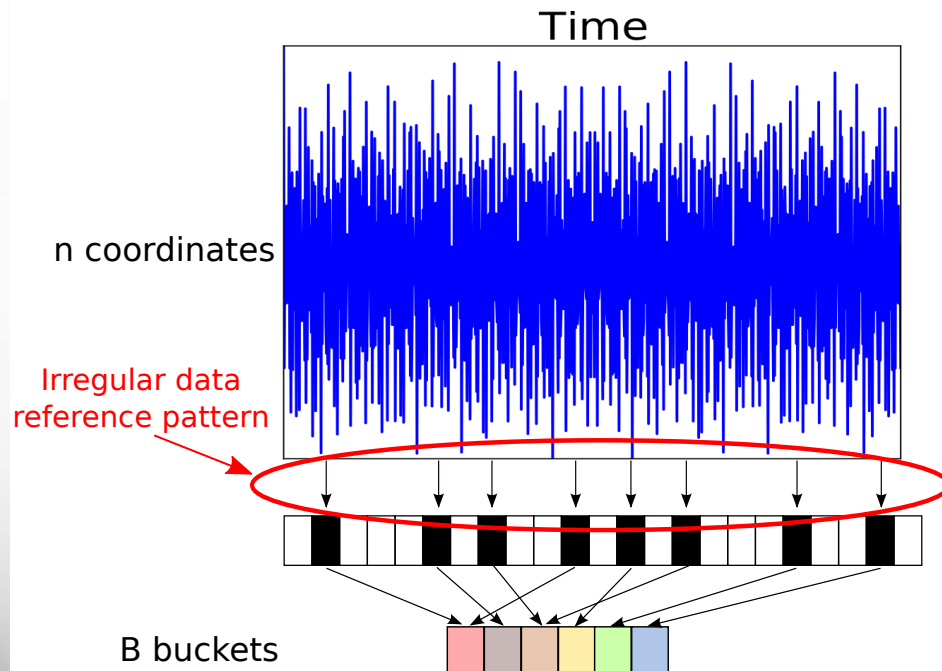 Time
n coordinates
Irregular data
reference pattern
B buckets